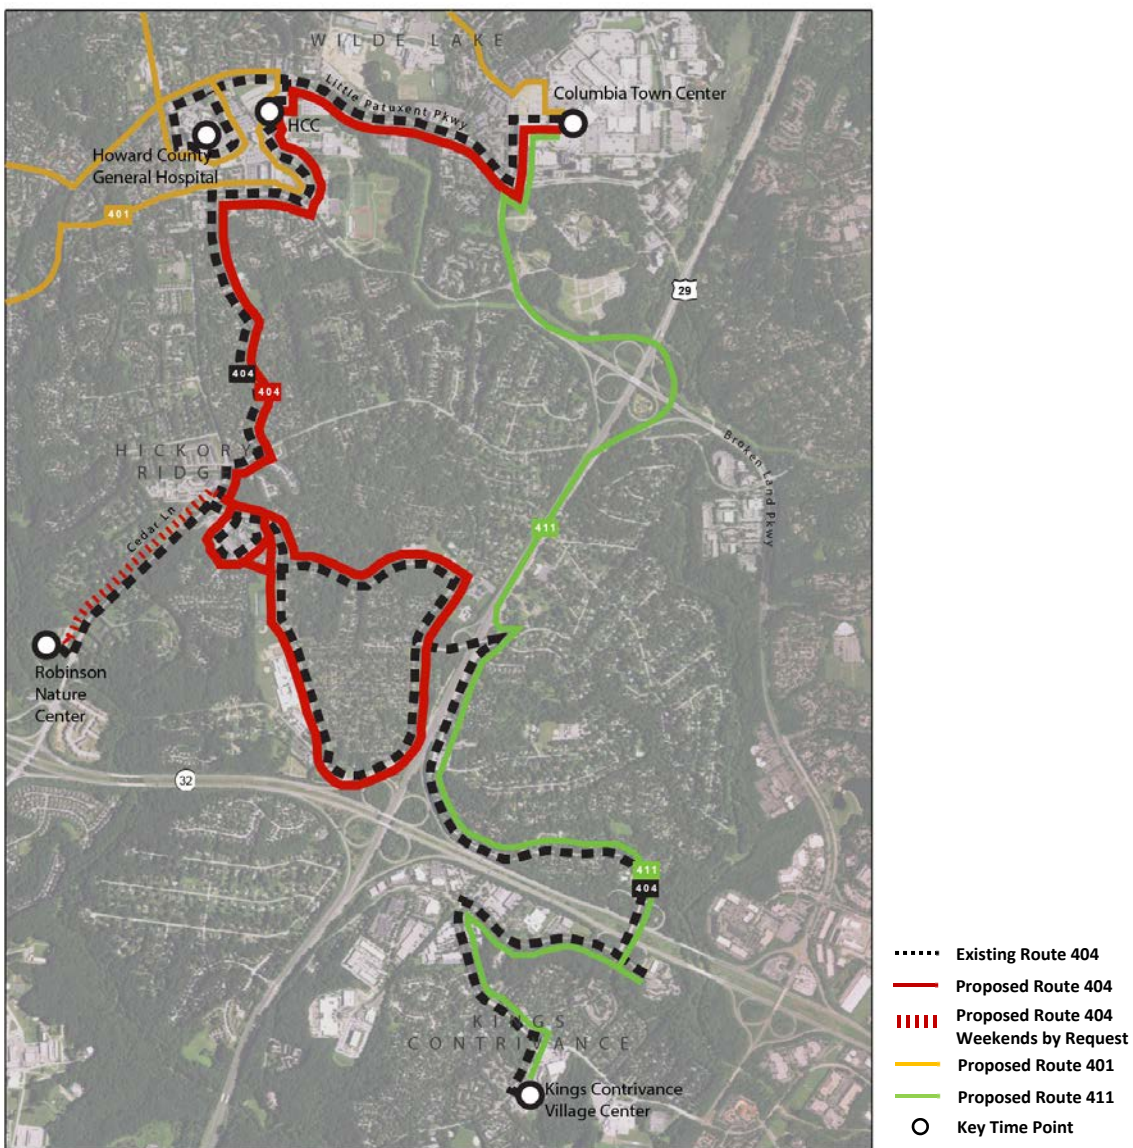 WILDE LAKE
Little Patuxent Pkwy
Columbia Town Center
HCC
Howard County
General Hospital
401
29
404
404
HICKORY
RIDG
Cedar Ln
Broken Land Pkwy
411
Robinson
Nature
Center
32
411
404
KINGS
CONTRIVANCE
Kings Contrivance
Village Center
Existing Route 404
Proposed Route 404
Proposed Route 404
Weekends by Request
Proposed Route 401
Proposed Route 411
Key Time Point